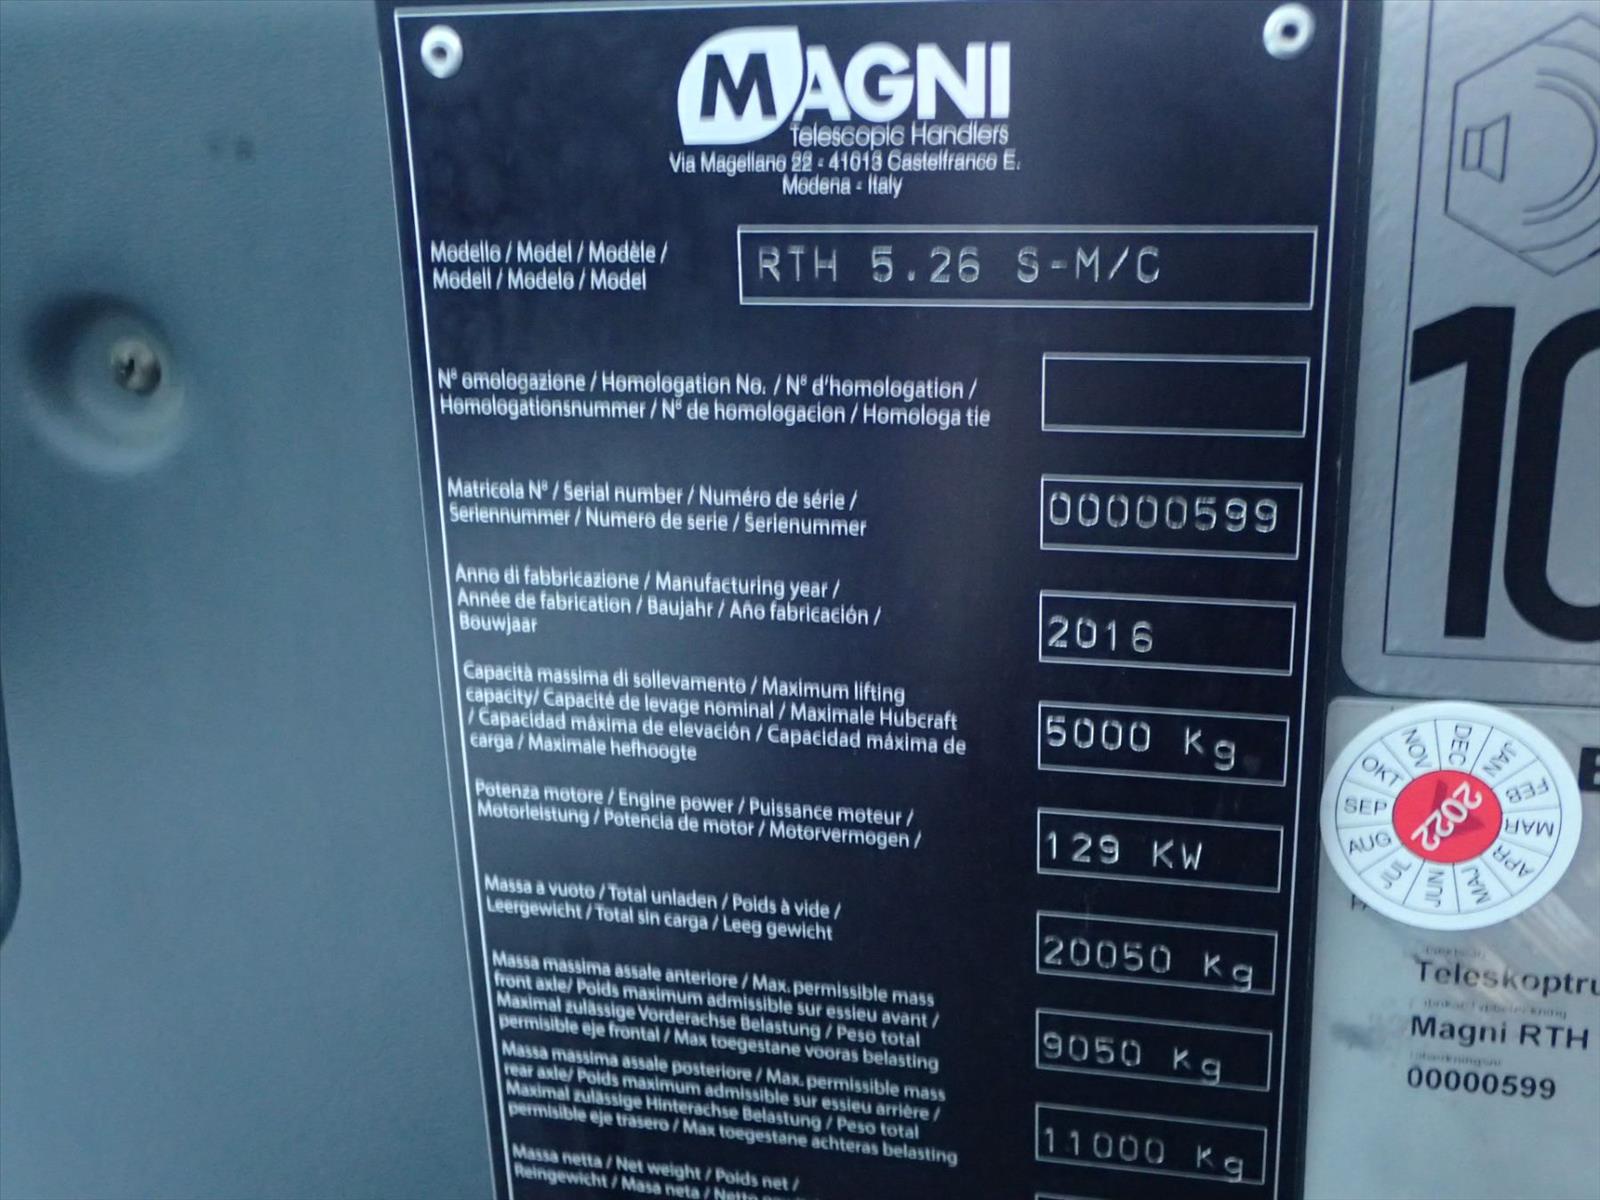 MAGNI
Telescopic Handlers
Via Magellano 22 - 41013 Castelfranco E.
Modena - Italy
Modello / Model / Modèle /
Modell / Modelo / Model
RTH 5.26 S-M/C
N° omologazione / Homologation No. / N° d'homologation /
Homologationsnummer / N° de homologacion / Homologa tie
Matricola N° / Serial number / Numéro de série /
Seriennummer / Numero de serie / Serienummer
00000599
Anno di fabbricazione / Manufacturing year /
Année de fabrication / Baujahr / Año fabricación /
Bouwjaar
2016
Capacità massima di sollevamento / Maximum lifting
capacity/ Capacité de levage nominal / Maximale Hubcraft
/ Capacidad máxima de elevación / Capacidad máxima de
carga / Maximale hefhoogte
5000 Kg
Potenza motore / Engine power / Puissance moteur /
Motorleistung / Potencia de motor / Motorvermogen /
129 KW
Massa a vuoto / Total unladen / Poids à vide /
Leergewicht / Total sin carga / Leeg gewicht
20050 Kg
Massa massima assale anteriore / Max. permissible mass
front axle/ Poids maximum admissible sur essieu avant /
Maximal zulässige Vorderachse Belastung / Peso total
permisible eje frontal / Max toegestane vooras belasting
9050 Kg
Massa massima assale posteriore / Max. permissible mass
rear axle/ Poids maximum admissible sur essieu arrière /
Maximal zulässige Hinterachse Belastung / Peso total
permisible eje trasero / Max toegestane achteras belasting
11000 Kg
Massa netta / Net weight / Poids net /
Reingewicht / Masa neta /
10
2022
JAN
FEB
MAR
APR
MAJ
JUN
JUL
AUG
SEP
OKT
NOV
DEC
Teleskoptru
Magni RTH
00000599